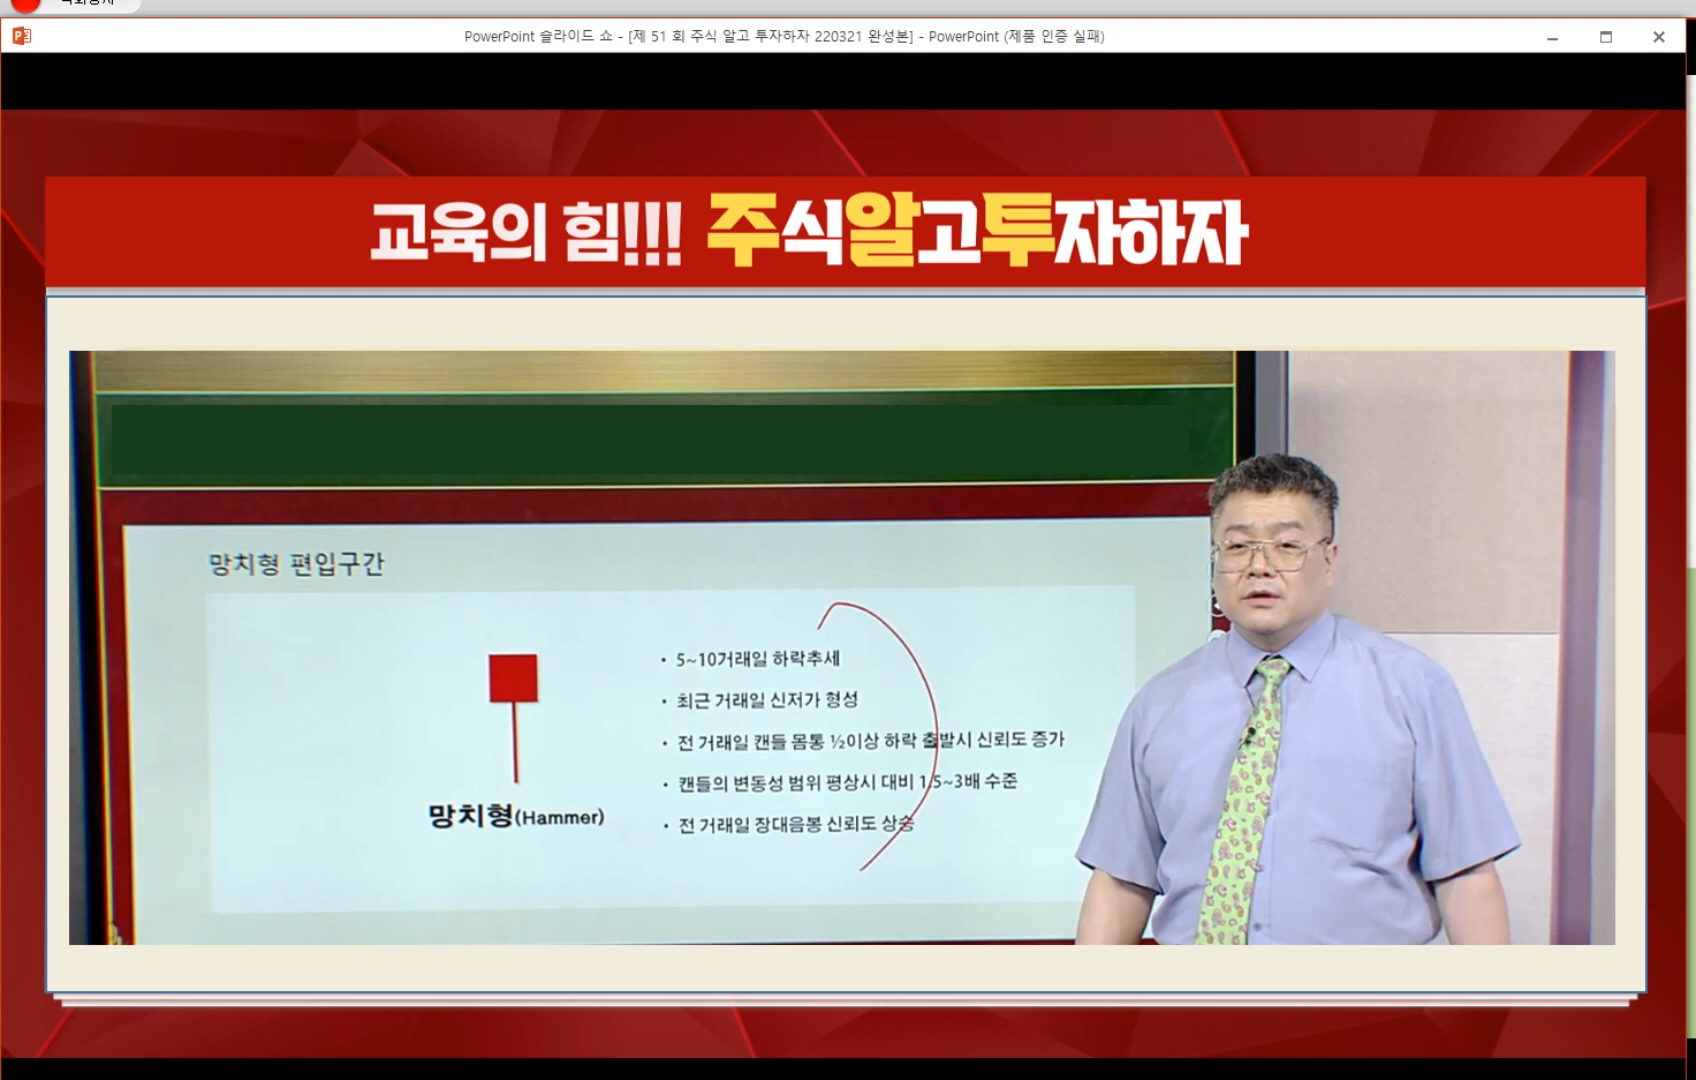 PowerPoint 슬라이드 쇼 - [제 51 회 주식 알고 투자하자 220321 완성본] - PowerPoint (제품 인증 실패)
교육의 힘!!! 주식알고투자하자
망치형 편입구간
• 5~10거래일 하락추세
• 최근 거래일 신저가 형성
• 전 거래일 캔들 몸통 ½이상 하락 출발시 신뢰도 증가
• 캔들의 변동성 범위 평상시 대비 1.5~3배 수준
• 전 거래일 장대음봉 신뢰도 상승
망치형(Hammer)